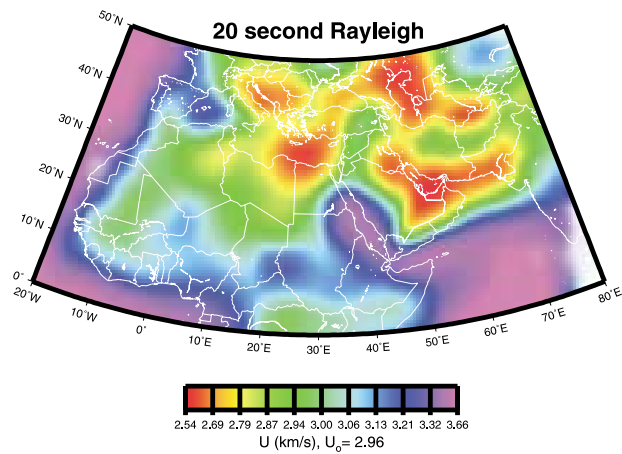 20 second Rayleigh
50˚N
40˚N
30˚N
20˚N
10˚N
0˚
20˚W
10˚W
0˚
10˚E
20˚E
30˚E
40˚E
50˚E
60˚E
70˚E
80˚E
2.54 2.69 2.79 2.87 2.94 3.00 3.06 3.13 3.21 3.32 3.66
U (km/s), U₀= 2.96